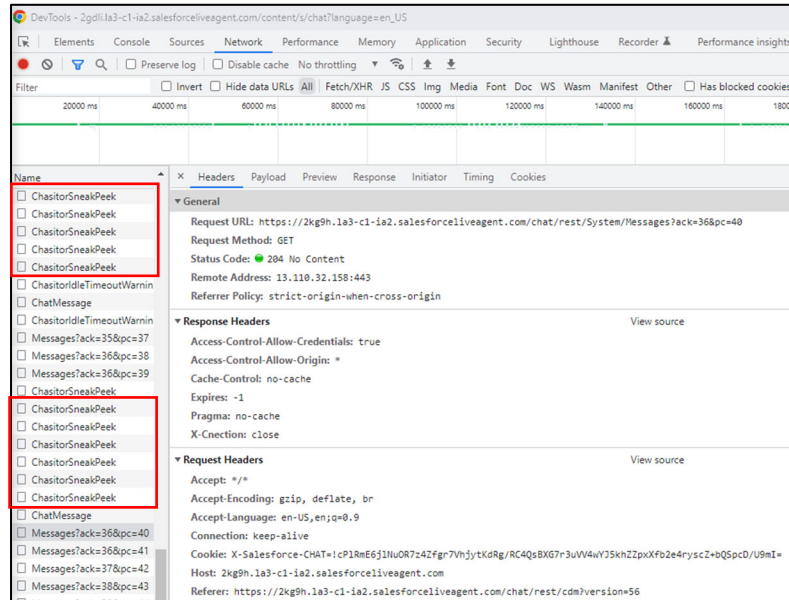 DevTools - 2gdli.la3-c1-ia2.salesforceliveagent.com/content/s/chat?language=en_US
Elements Console Sources Network Performance Memory Application Security Lighthouse Recorder Performance insights
Preserve log Disable cache No throttling
Filter Invert Hide data URLs All Fetch/XHR JS CSS Img Media Font Doc WS Wasm Manifest Other Has blocked cookies
20000 ms 40000 ms 60000 ms 80000 ms 100000 ms 120000 ms 140000 ms 160000 ms 180
Name
ChasitorSneakPeek
ChasitorSneakPeek
ChasitorSneakPeek
ChasitorSneakPeek
ChasitorSneakPeek
ChasitorIdleTimeoutWarnin
ChatMessage
ChasitorIdleTimeoutWarnin
Messages?ack=35&pc=37
Messages?ack=36&pc=38
Messages?ack=36&pc=39
ChasitorSneakPeek
ChasitorSneakPeek
ChasitorSneakPeek
ChasitorSneakPeek
ChasitorSneakPeek
ChasitorSneakPeek
ChasitorSneakPeek
ChatMessage
Messages?ack=36&pc=40
Messages?ack=36&pc=41
Messages?ack=37&pc=42
Messages?ack=38&pc=43
× Headers Payload Preview Response Initiator Timing Cookies
General
Request URL: https://2kg9h.la3-c1-ia2.salesforceliveagent.com/chat/rest/System/Messages?ack=36&pc=40
Request Method: GET
Status Code: 204 No Content
Remote Address: 13.110.32.158:443
Referrer Policy: strict-origin-when-cross-origin
Response Headers View source
Access-Control-Allow-Credentials: true
Access-Control-Allow-Origin: *
Cache-Control: no-cache
Expires: -1
Pragma: no-cache
X-Cnection: close
Request Headers View source
Accept: */*
Accept-Encoding: gzip, deflate, br
Accept-Language: en-US,en;q=0.9
Connection: keep-alive
Cookie: X-Salesforce-CHAT=!cPlRmE6jlNuOR7z4Zfgr7VhjytKdRg/RC4QsBXG7r3uVV4wYJ5khZZpxXfb2e4ryscZ+bQSpcD/U9mI=
Host: 2kg9h.la3-c1-ia2.salesforceliveagent.com
Referer: https://2kg9h.la3-c1-ia2.salesforceliveagent.com/chat/rest/cdm?version=56